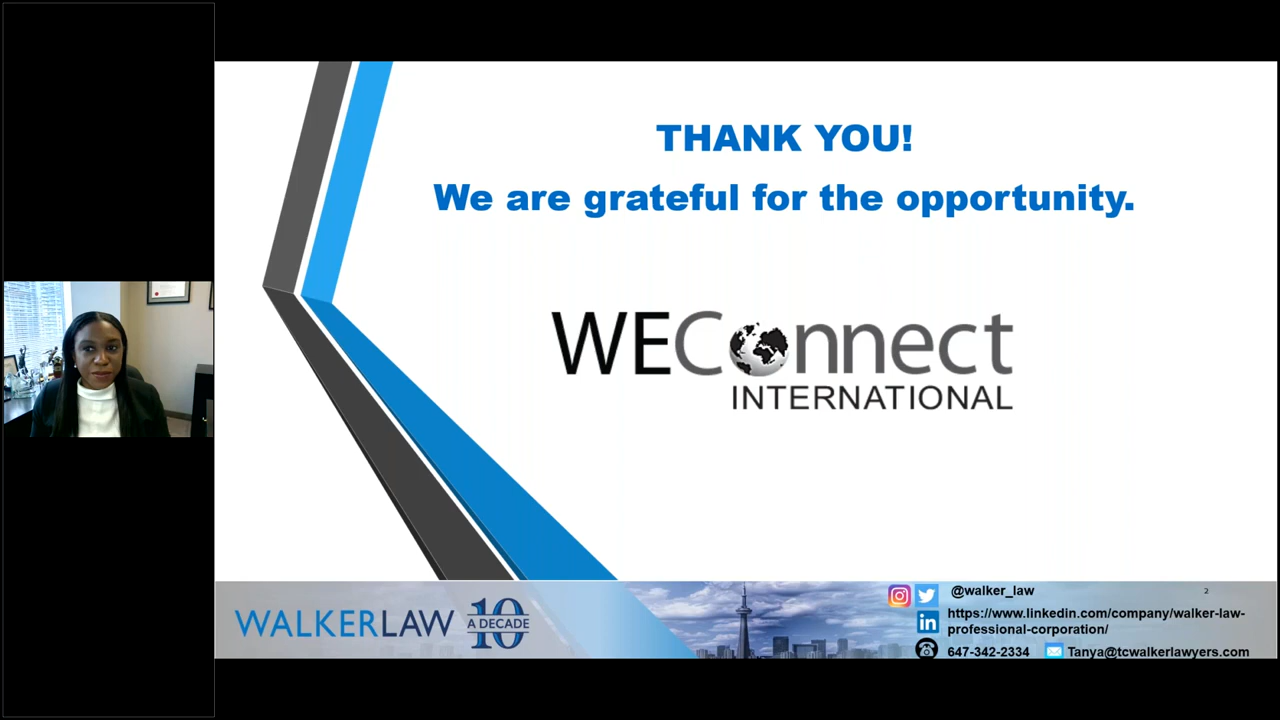 THANK YOU!
We are grateful for the opportunity.
WEConnect
INTERNATIONAL
WALKERLAW 10
A DECADE
@walker_law
2
https://www.linkedin.com/company/walker-law-
professional-corporation/
647-342-2334
Tanya@tcwalkerlawyers.com